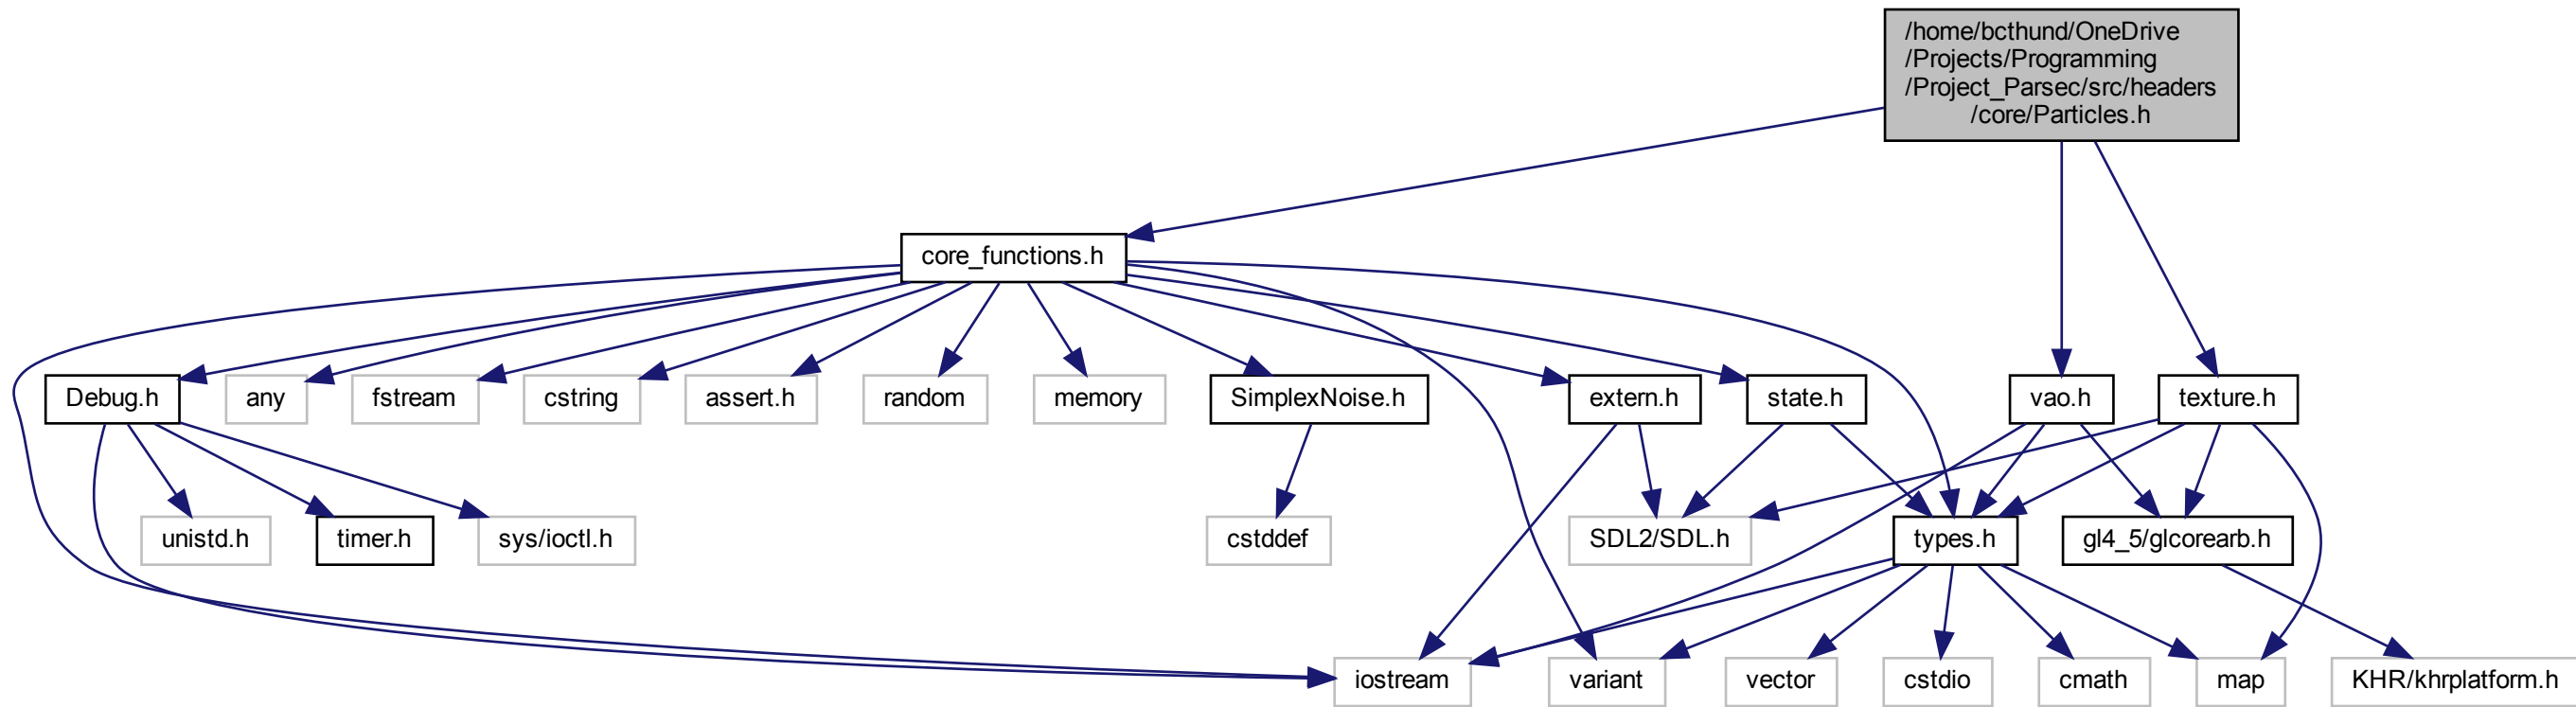 /home/bcthund/OneDrive
/Projects/Programming
/Project_Parsec/src/headers
/core/Particles.h
core_functions.h
Debug.h
any
fstream
cstring
assert.h
random
memory
SimplexNoise.h
extern.h
state.h
vao.h
texture.h
unistd.h
timer.h
sys/ioctl.h
cstddef
SDL2/SDL.h
types.h
gl4_5/glcorearb.h
iostream
variant
vector
cstdio
cmath
map
KHR/khrplatform.h